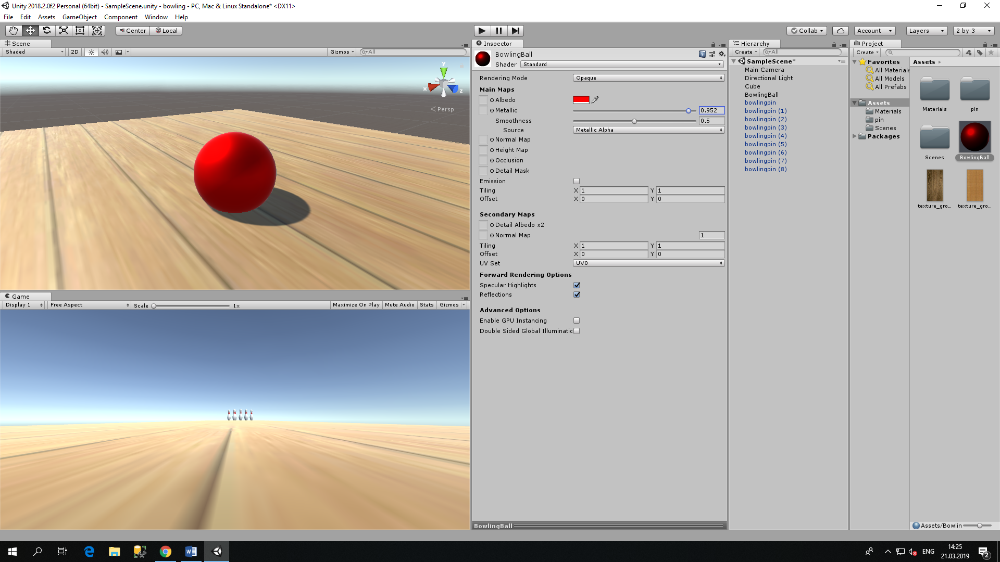 Unity 2018.2.0f2 Personal (64bit) - SampleScene.unity - bowling - PC, Mac & Linux Standalone* <DX11>
File Edit Assets GameObject Component Window Help
Center Local Collab Account Layers 2 by 3
Scene
Shaded 2D Gizmos All
y
x
z
Persp
Game
Display 1 Free Aspect Scale 1x Maximize On Play Mute Audio Stats Gizmos
Inspector
BowlingBall
Shader Standard
Rendering Mode Opaque
Main Maps
Albedo
Metallic 0.952
Smoothness 0.5
Source Metallic Alpha
Normal Map
Height Map
Occlusion
Detail Mask
Emission
Tiling X 1 Y 1
Offset X 0 Y 0
Secondary Maps
Detail Albedo x2
Normal Map 1
Tiling X 1 Y 1
Offset X 0 Y 0
UV Set UV0
Forward Rendering Options
Specular Highlights
Reflections
Advanced Options
Enable GPU Instancing
Double Sided Global Illuminatic
BowlingBall
Hierarchy
Create All
SampleScene*
Main Camera
Directional Light
Cube
BowlingBall
bowlingpin
bowlingpin (1)
bowlingpin (2)
bowlingpin (3)
bowlingpin (4)
bowlingpin (5)
bowlingpin (6)
bowlingpin (7)
bowlingpin (8)
Project
Create
Favorites
All Materials
All Models
All Prefabs
Assets
Materials
pin
Scenes
Packages
Assets
Materials pin
Scenes BowlingBall
texture_gro... texture_gro...
Assets/Bowlin
ENG
14:25
21.03.2019
2